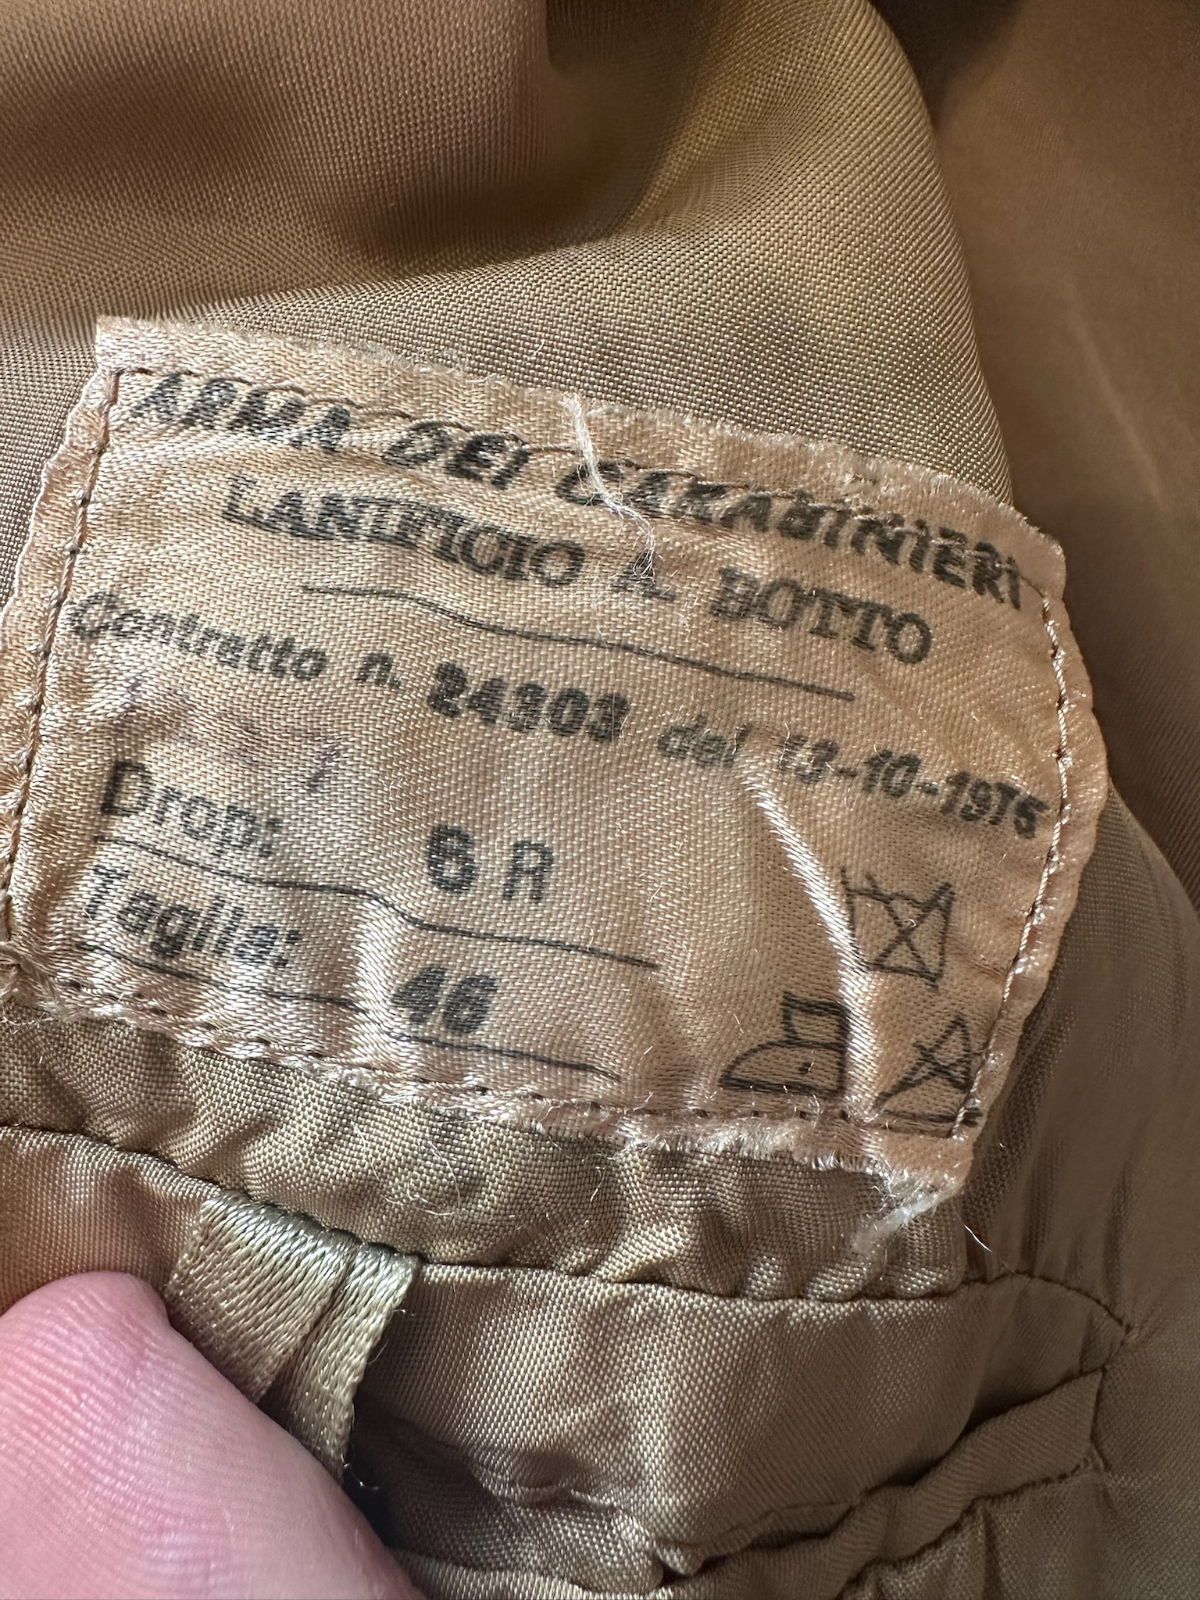 ARMA DEI CARABINIERI
LANIFICIO A. BOTTO
Contratto n. 24303 del 13-10-1975
Drop: 6 R
Taglia: 46